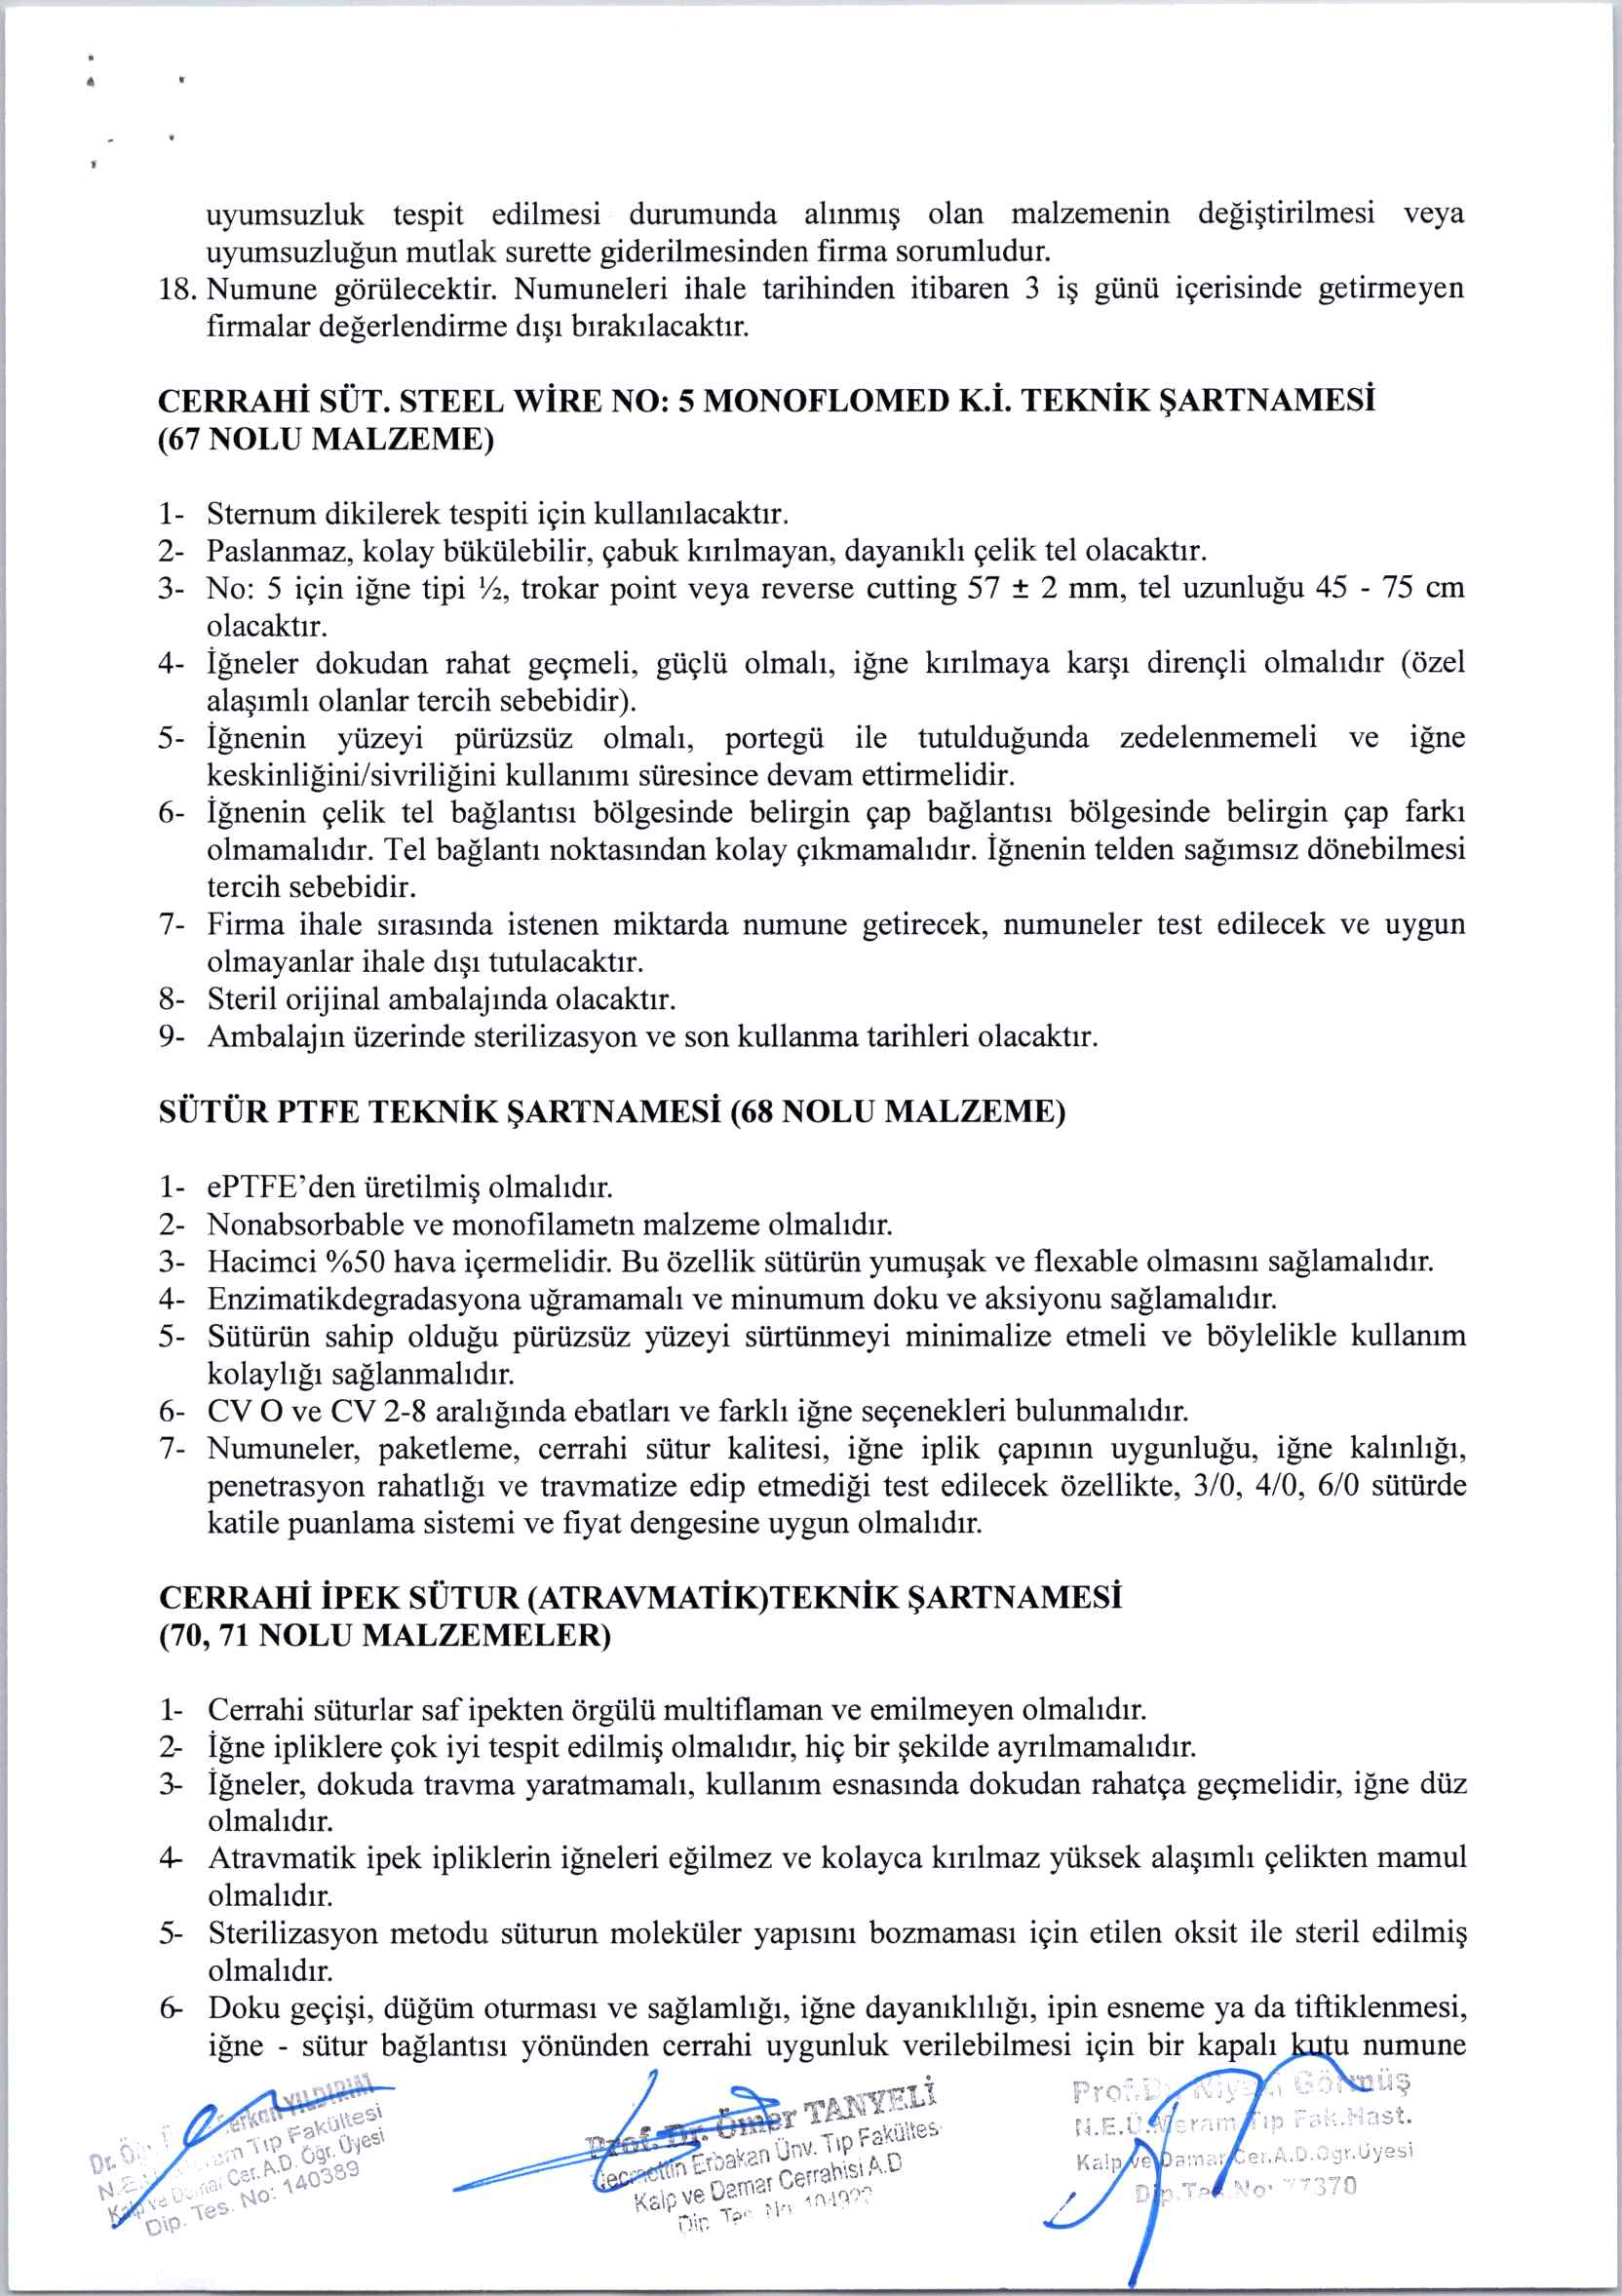 uyumsuzluk tespit edilmesi durumunda alınmış olan malzemenin değiştirilmesi veya
uyumsuzluğun mutlak surette giderilmesinden firma sorumludur.
18. Numune görülecektir. Numuneleri ihale tarihinden itibaren 3 iş günü içerisinde getirmeyen
firmalar değerlendirme dışı bırakılacaktır.
CERRAHİ SÜT. STEEL WİRE NO: 5 MONOFLOMED K.İ. TEKNİK ŞARTNAMESİ
(67 NOLU MALZEME)
1- Sternum dikilerek tespiti için kullanılacaktır.
2- Paslanmaz, kolay bükülebilir, çabuk kırılmayan, dayanıklı çelik tel olacaktır.
3- No: 5 için iğne tipi ½, trokar point veya reverse cutting 57 ± 2 mm, tel uzunluğu 45 - 75 cm
olacaktır.
4- İğneler dokudan rahat geçmeli, güçlü olmalı, iğne kırılmaya karşı dirençli olmalıdır (özel
alaşımlı olanlar tercih sebebidir).
5- İğnenin yüzeyi pürüzsüz olmalı, portegü ile tutulduğunda zedelenmemeli ve iğne
keskinliğini/sivriliğini kullanımı süresince devam ettirmelidir.
6- İğnenin çelik tel bağlantısı bölgesinde belirgin çap bağlantısı bölgesinde belirgin çap farkı
olmamalıdır. Tel bağlantı noktasından kolay çıkmamalıdır. İğnenin telden sağımsız dönebilmesi
tercih sebebidir.
7- Firma ihale sırasında istenen miktarda numune getirecek, numuneler test edilecek ve uygun
olmayanlar ihale dışı tutulacaktır.
8- Steril orijinal ambalajında olacaktır.
9- Ambalajın üzerinde sterilizasyon ve son kullanma tarihleri olacaktır.
SÜTÜR PTFE TEKNİK ŞARTNAMESİ (68 NOLU MALZEME)
1- ePTFE’den üretilmiş olmalıdır.
2- Nonabsorbable ve monofilametn malzeme olmalıdır.
3- Hacimci %50 hava içermelidir. Bu özellik sütürün yumuşak ve flexable olmasını sağlamalıdır.
4- Enzimatikdegradasyona uğramamalı ve minumum doku ve aksiyonu sağlamalıdır.
5- Sütürün sahip olduğu pürüzsüz yüzeyi sürtünmeyi minimalize etmeli ve böylelikle kullanım
kolaylığı sağlanmalıdır.
6- CV O ve CV 2-8 aralığında ebatları ve farklı iğne seçenekleri bulunmalıdır.
7- Numuneler, paketleme, cerrahi sütur kalitesi, iğne iplik çapının uygunluğu, iğne kalınlığı,
penetrasyon rahatlığı ve travmatize edip etmediği test edilecek özellikte, 3/0, 4/0, 6/0 sütürde
katile puanlama sistemi ve fiyat dengesine uygun olmalıdır.
CERRAHİ İPEK SÜTUR (ATRAVMATİK)TEKNİK ŞARTNAMESİ
(70, 71 NOLU MALZEMELER)
1- Cerrahi süturlar saf ipekten örgülü multiflaman ve emilmeyen olmalıdır.
2- İğne ipliklere çok iyi tespit edilmiş olmalıdır, hiç bir şekilde ayrılmamalıdır.
3- İğneler, dokuda travma yaratmamalı, kullanım esnasında dokudan rahatça geçmelidir, iğne düz
olmalıdır.
4- Atravmatik ipek ipliklerin iğneleri eğilmez ve kolayca kırılmaz yüksek alaşımlı çelikten mamul
olmalıdır.
5- Sterilizasyon metodu süturun moleküler yapısını bozmaması için etilen oksit ile steril edilmiş
olmalıdır.
6- Doku geçişi, düğüm oturması ve sağlamlığı, iğne dayanıklılığı, ipin esneme ya da tiftiklenmesi,
iğne - sütur bağlantısı yönünden cerrahi uygunluk verilebilmesi için bir kapalı kutu numune
YILDIRIM
Tıp Fakültesi
Cer. A.D. Öğr. Üyesi
Dip. Tes. No: 140389
Prof. Dr. Ömer TANYELİ
Erbakan Ünv. Tıp Fakültes
Kalp ve Damar Cerrahisi A.D
Görmüş
N.E.Ü. Meram Tıp Fak.Hast.
Kalp ve Damar Cer.A.D.Ogr.Uyesi